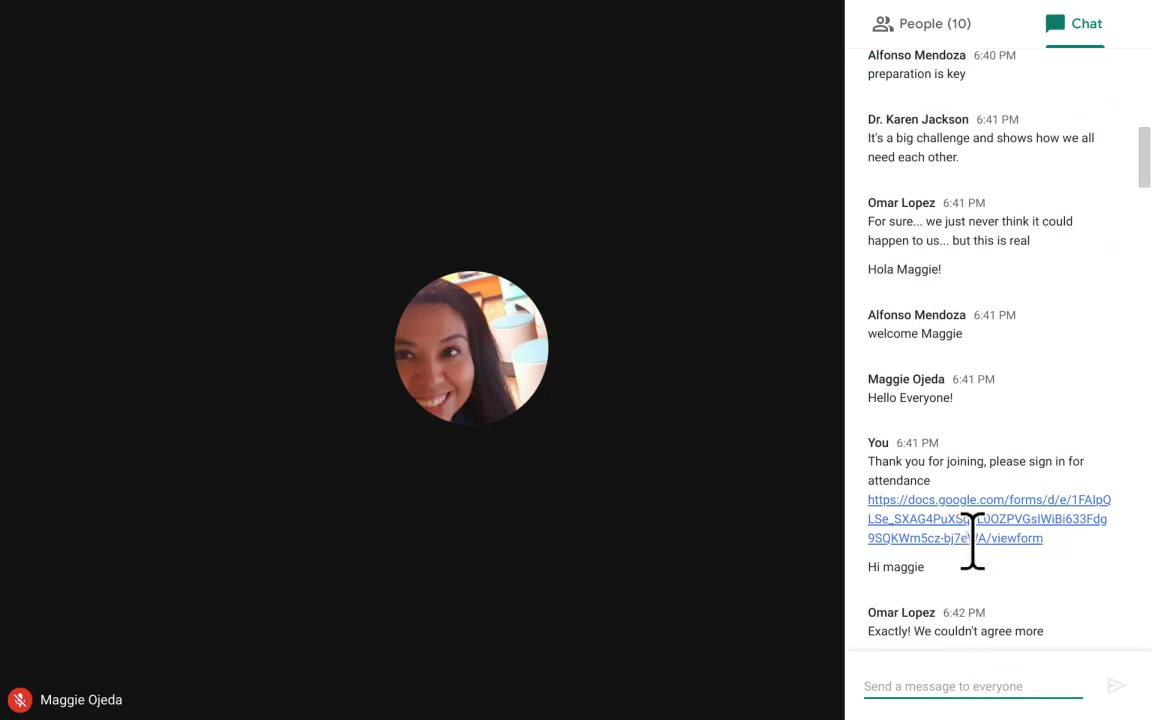 People (10)
Chat
Alfonso Mendoza 6:40 PM
preparation is key
Dr. Karen Jackson 6:41 PM
It's a big challenge and shows how we all
need each other.
Omar Lopez 6:41 PM
For sure... we just never think it could
happen to us... but this is real
Hola Maggie!
Alfonso Mendoza 6:41 PM
welcome Maggie
Maggie Ojeda 6:41 PM
Hello Everyone!
You 6:41 PM
Thank you for joining, please sign in for
attendance
https://docs.google.com/forms/d/e/1FAIpQ
Hi maggie
Omar Lopez 6:42 PM
Exactly! We couldn't agree more
Send a message to everyone
Maggie Ojeda